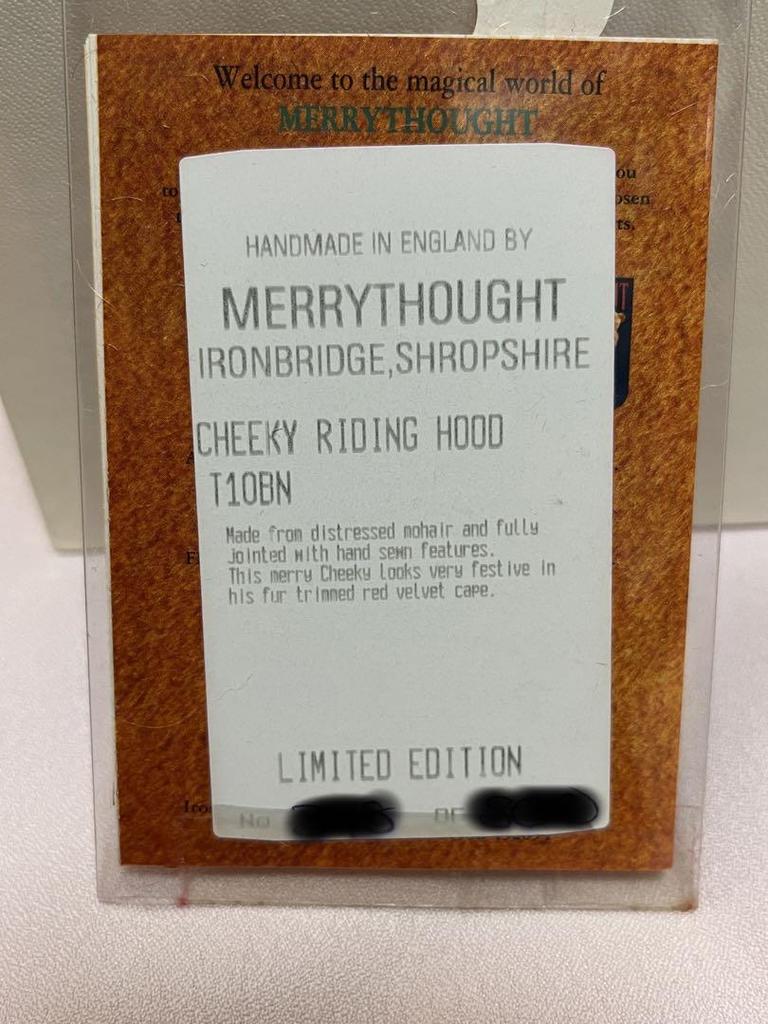 Welcome to the magical world of
MERRYTHOUGHT
HANDMADE IN ENGLAND BY
MERRYTHOUGHT
IRONBRIDGE,SHROPSHIRE
CHEEKY RIDING HOOD
T10BN
Made from distressed mohair and fully
jointed with hand sewn features.
This merry Cheeky looks very festive in
his fur trimmed red velvet cape.
LIMITED EDITION
No OF